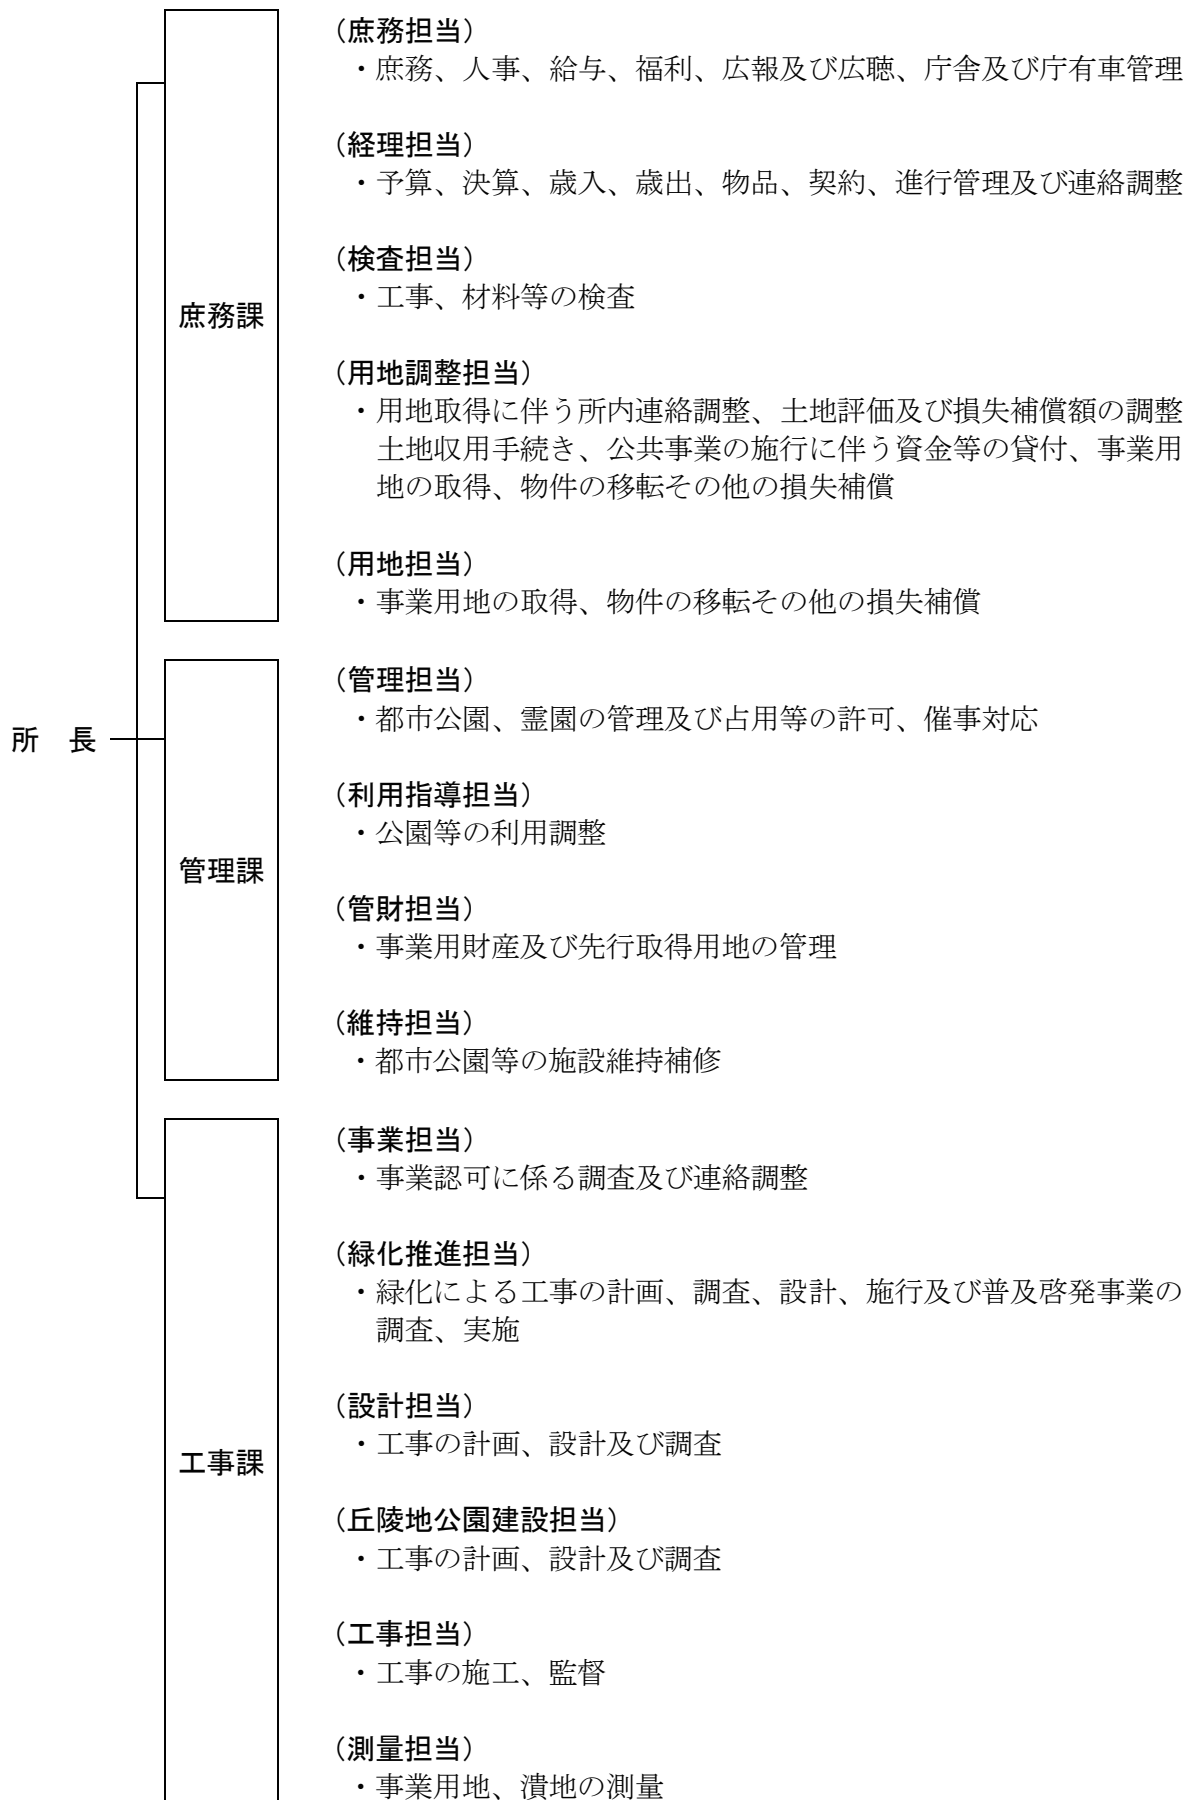 所　長
庶務課
（庶務担当）
・庶務、人事、給与、福利、広報及び広聴、庁舎及び庁有車管理
（経理担当）
・予算、決算、歳入、歳出、物品、契約、進行管理及び連絡調整
（検査担当）
・工事、材料等の検査
（用地調整担当）
・用地取得に伴う所内連絡調整、土地評価及び損失補償額の調整
土地収用手続き、公共事業の施行に伴う資金等の貸付、事業用
地の取得、物件の移転その他の損失補償
（用地担当）
・事業用地の取得、物件の移転その他の損失補償
管理課
（管理担当）
・都市公園、霊園の管理及び占用等の許可、催事対応
（利用指導担当）
・公園等の利用調整
（管財担当）
・事業用財産及び先行取得用地の管理
（維持担当）
・都市公園等の施設維持補修
工事課
（事業担当）
・事業認可に係る調査及び連絡調整
（緑化推進担当）
・緑化による工事の計画、調査、設計、施行及び普及啓発事業の
調査、実施
（設計担当）
・工事の計画、設計及び調査
（丘陵地公園建設担当）
・工事の計画、設計及び調査
（工事担当）
・工事の施工、監督
（測量担当）
・事業用地、潰地の測量